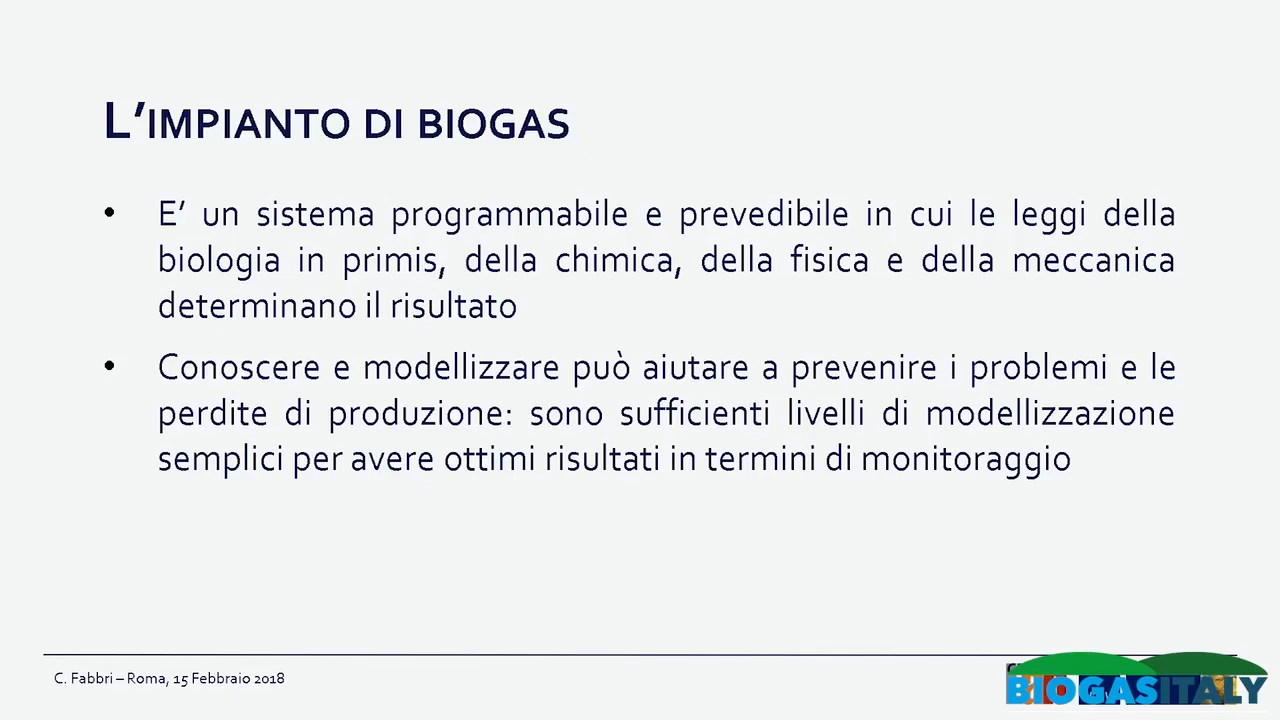 L’IMPIANTO DI BIOGAS
• E’ un sistema programmabile e prevedibile in cui le leggi della
biologia in primis, della chimica, della fisica e della meccanica
determinano il risultato
• Conoscere e modellizzare può aiutare a prevenire i problemi e le
perdite di produzione: sono sufficienti livelli di modellizzazione
semplici per avere ottimi risultati in termini di monitoraggio
C. Fabbri – Roma, 15 Febbraio 2018
BIOGASITALY